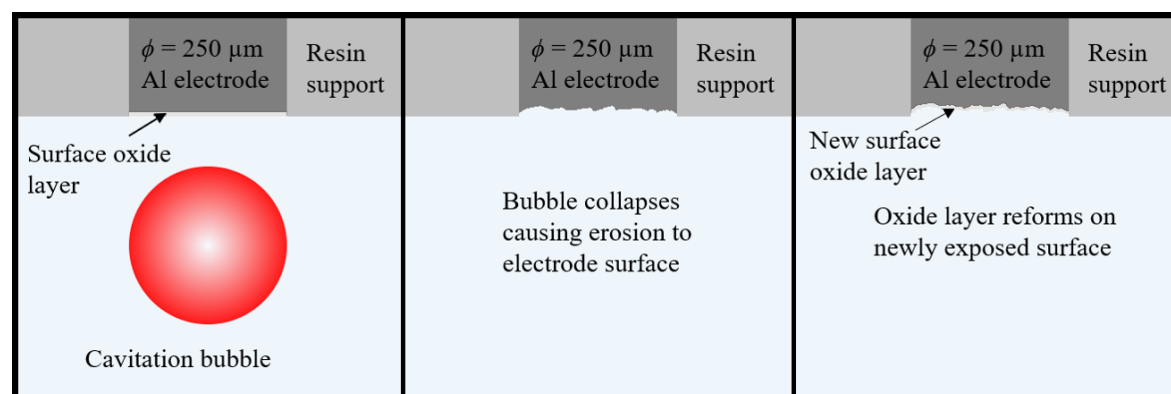 ϕ = 250 µm
Al electrode
Resin
support
Surface oxide
layer
Cavitation bubble
ϕ = 250 µm
Al electrode
Resin
support
Bubble collapses
causing erosion to
electrode surface
ϕ = 250 µm
Al electrode
Resin
support
New surface
oxide layer
Oxide layer reforms on
newly exposed surface